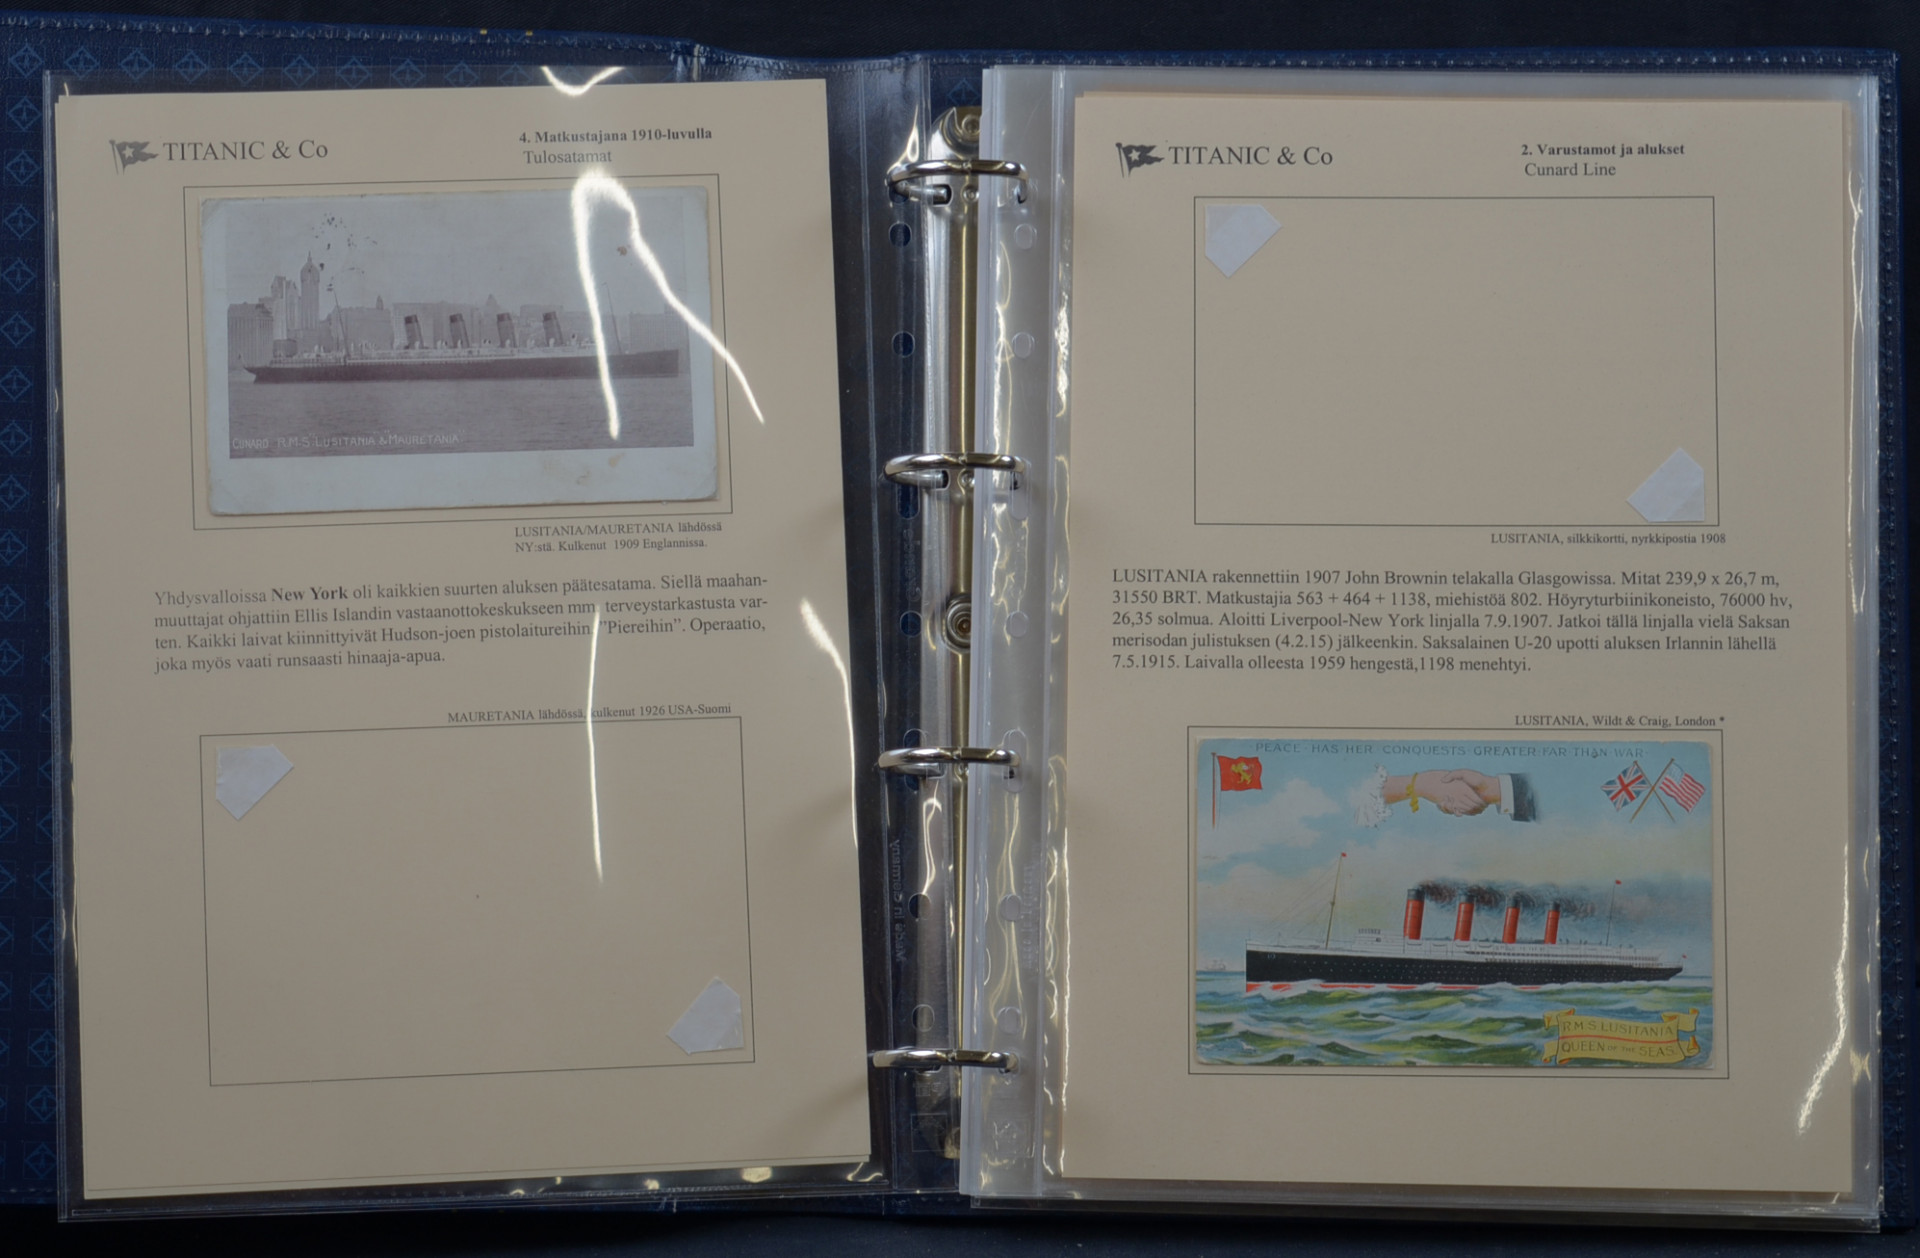 TITANIC & Co
4. Matkustajana 1910-luvulla
Tulosatamat
CUNARD R.M.S. "LUSITANIA" & "MAURETANIA"
LUSITANIA/MAURETANIA lähdössä
NY:stä. Kulkenut 1909 Englannissa.
Yhdysvalloissa New York oli kaikkien suurten aluksen päätesatama. Siellä maahan-
muuttajat ohjattiin Ellis Islandin vastaanottokeskukseen mm. terveystarkastusta var-
ten. Kaikki laivat kiinnittyivät Hudson-joen pistolaitureihin, "Piereihin". Operaatio,
joka myös vaati runsaasti hinaaja-apua.
MAURETANIA lähdössä, kulkenut 1926 USA-Suomi
TITANIC & Co
2. Varustamot ja alukset
Cunard Line
LUSITANIA, silkkikortti, nyrkkipostia 1908
LUSITANIA rakennettiin 1907 John Brownin telakalla Glasgowissa. Mitat 239,9 x 26,7 m,
31550 BRT. Matkustajia 563 + 464 + 1138, miehistöä 802. Höyryturbiinikoneisto, 76000 hv,
26,35 solmua. Aloitti Liverpool-New York linjalla 7.9.1907. Jatkoi tällä linjalla vielä Saksan
merisodan julistuksen (4.2.15) jälkeenkin. Saksalainen U-20 upotti aluksen Irlannin lähellä
7.5.1915. Laivalla olleesta 1959 hengestä,1198 menehtyi.
LUSITANIA, Wildt & Craig, London *
PEACE HAS HER CONQUESTS GREATER FAR THAN WAR
R.M.S. LUSITANIA
QUEEN OF THE SEAS